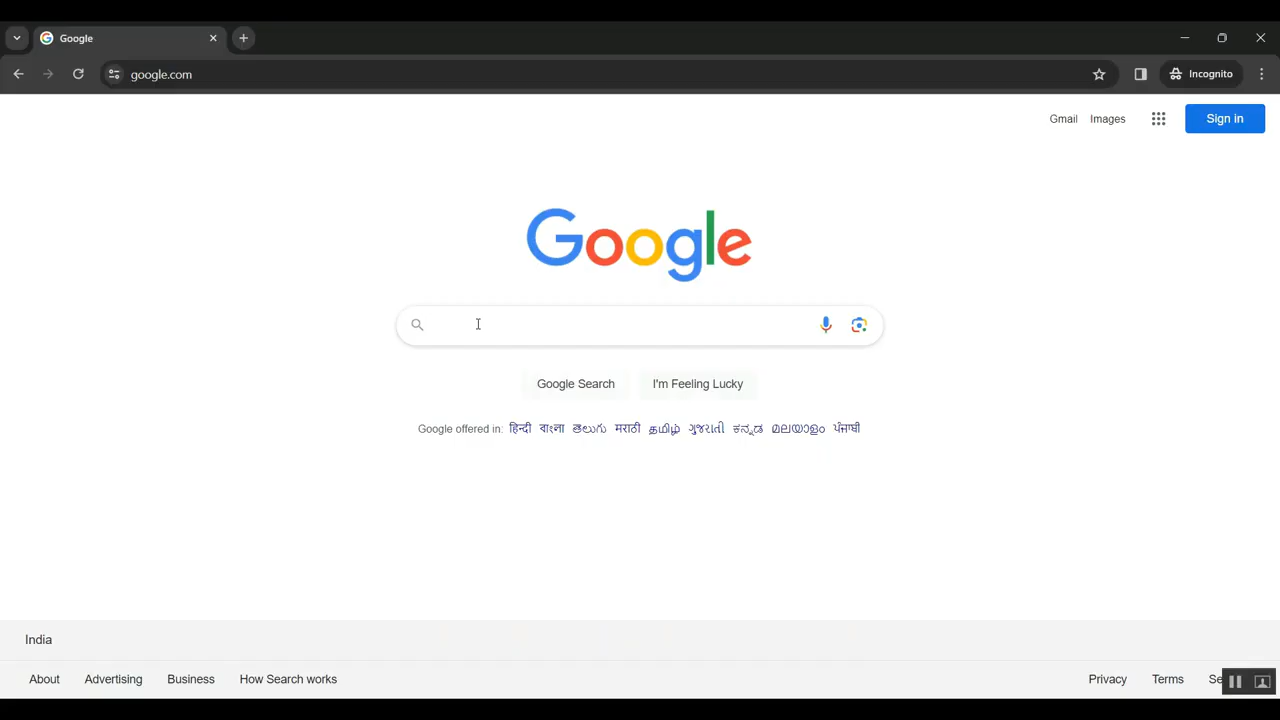 Google
google.com
Incognito
Gmail Images Sign in
Google
Google Search I'm Feeling Lucky
Google offered in: हिन्दी বাংলা తెలుగు मराठी தமிழ் ગુજરાતી ಕನ್ನಡ മലയാളം ਪੰਜਾਬੀ
India
About Advertising Business How Search works Privacy Terms Se